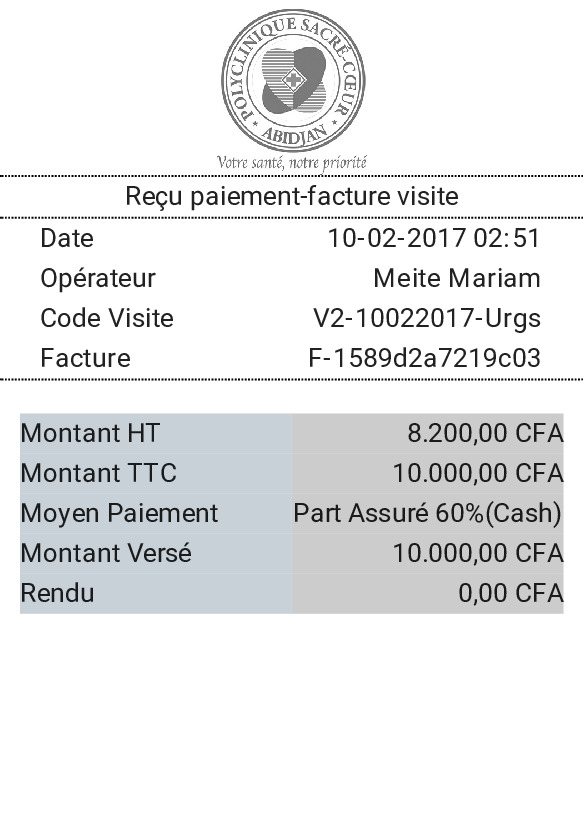 POLYCLINIQUE SACRÉ-CŒUR
* ABIDJAN *
Votre santé, notre priorité
Reçu paiement-facture visite
Date 10-02-2017 02:51
Opérateur Meite Mariam
Code Visite V2-10022017-Urgs
Facture F-1589d2a7219c03
Montant HT 8.200,00 CFA
Montant TTC 10.000,00 CFA
Moyen Paiement Part Assuré 60%(Cash)
Montant Versé 10.000,00 CFA
Rendu 0,00 CFA